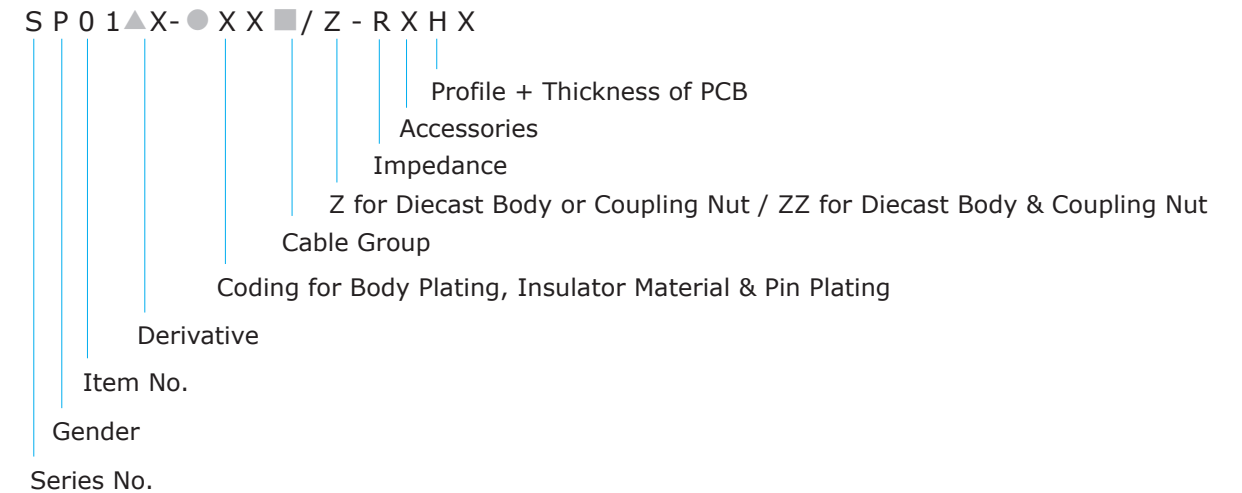 S P 0 1▲X-● X X ■/ Z - R X H X
Profile + Thickness of PCB
Accessories
Impedance
Z for Diecast Body or Coupling Nut / ZZ for Diecast Body & Coupling Nut
Cable Group
Coding for Body Plating, Insulator Material & Pin Plating
Derivative
Item No.
Gender
Series No.